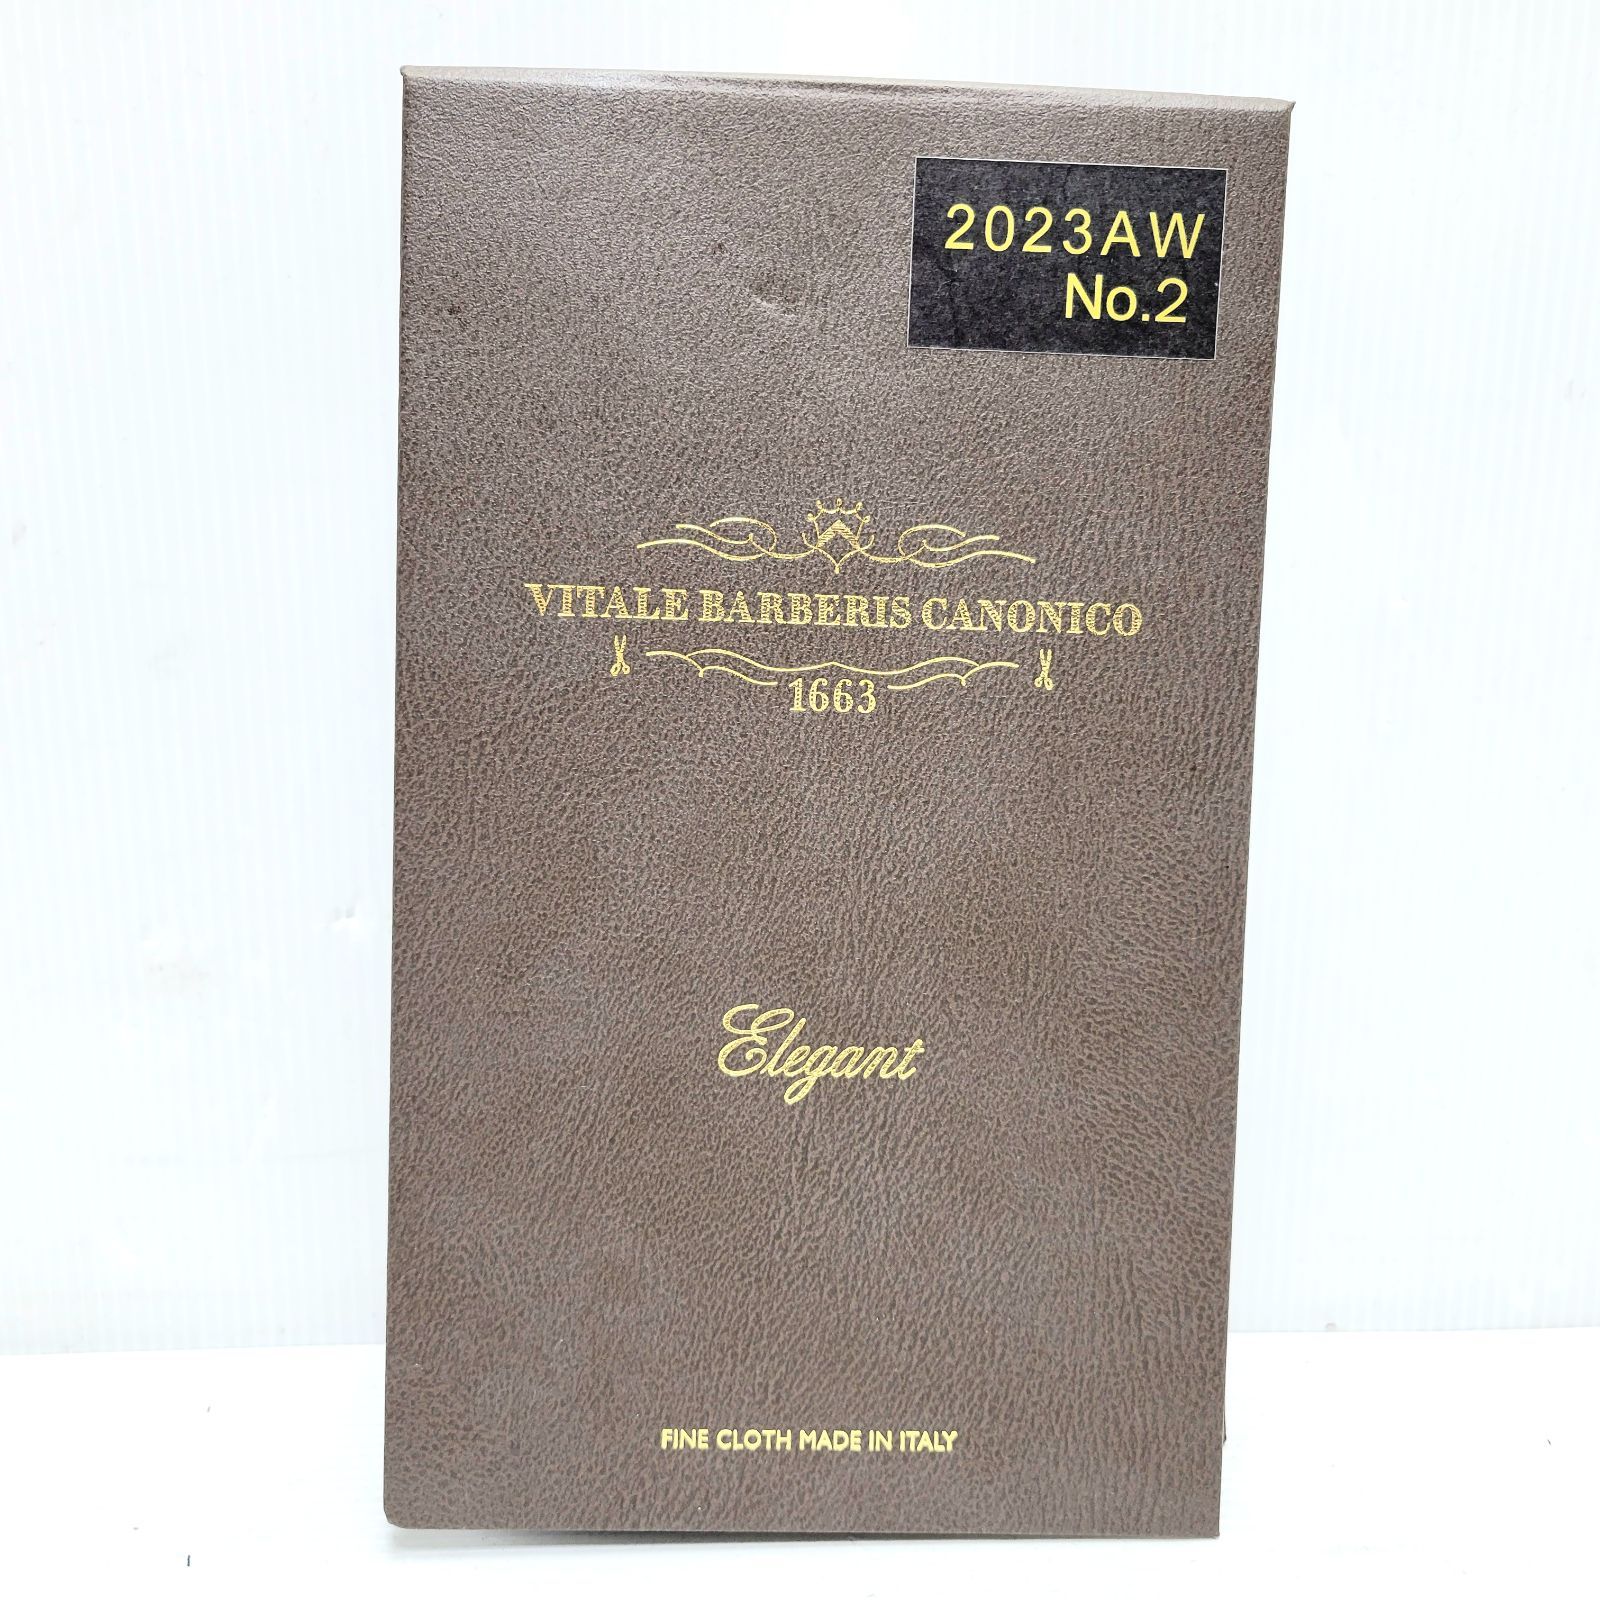 2023AW
No.2
VITALE BARBERIS CANONICO
1663
Elegant
FINE CLOTH MADE IN ITALY